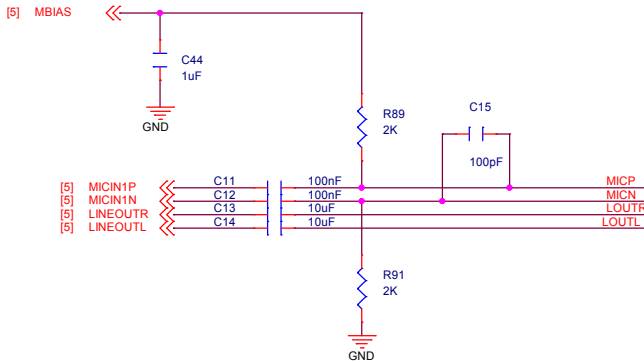 [5] MBIAS
C44
1uF
GND
R89
2K
C15
100pF
[5] MICIN1P C11 100nF MICP
[5] MICIN1N C12 100nF MICN
[5] LINEOUTR C13 10uF LOUTR
[5] LINEOUTL C14 10uF LOUTL
R91
2K
GND